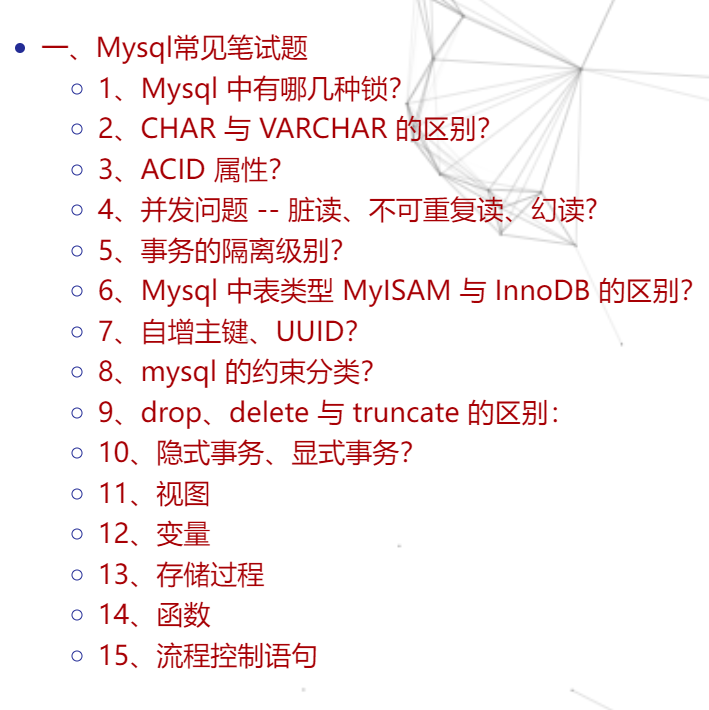 一、Mysql常见笔试题
1、Mysql 中有哪几种锁？
2、CHAR 与 VARCHAR 的区别？
3、ACID 属性？
4、并发问题 -- 脏读、不可重复读、幻读？
5、事务的隔离级别？
6、Mysql 中表类型 MyISAM 与 InnoDB 的区别？
7、自增主键、UUID？
8、mysql 的约束分类？
9、drop、delete 与 truncate 的区别：
10、隐式事务、显式事务？
11、视图
12、变量
13、存储过程
14、函数
15、流程控制语句